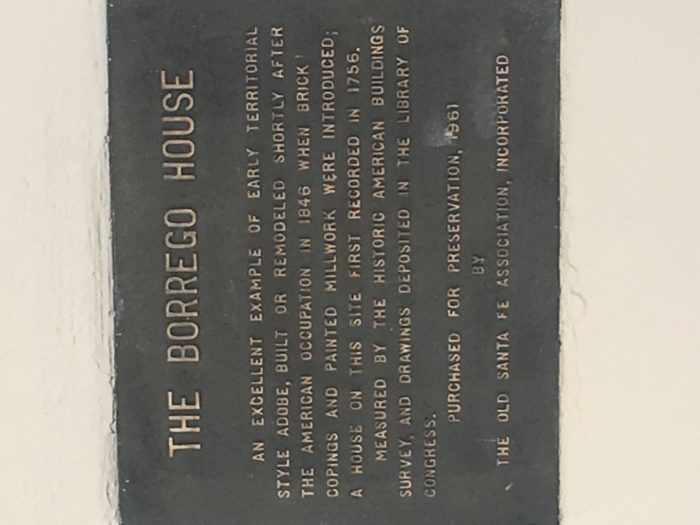 THE BORREGO HOUSE
AN EXCELLENT EXAMPLE OF EARLY TERRITORIAL
STYLE ADOBE, BUILT OR REMODELED SHORTLY AFTER
THE AMERICAN OCCUPATION IN 1846 WHEN BRICK
COPINGS AND PAINTED MILLWORK WERE INTRODUCED;
A HOUSE ON THIS SITE FIRST RECORDED IN 1756.
MEASURED BY THE HISTORIC AMERICAN BUILDINGS
SURVEY, AND DRAWINGS DEPOSITED IN THE LIBRARY OF
CONGRESS.
PURCHASED FOR PRESERVATION, 1961
BY
THE OLD SANTA FE ASSOCIATION, INCORPORATED